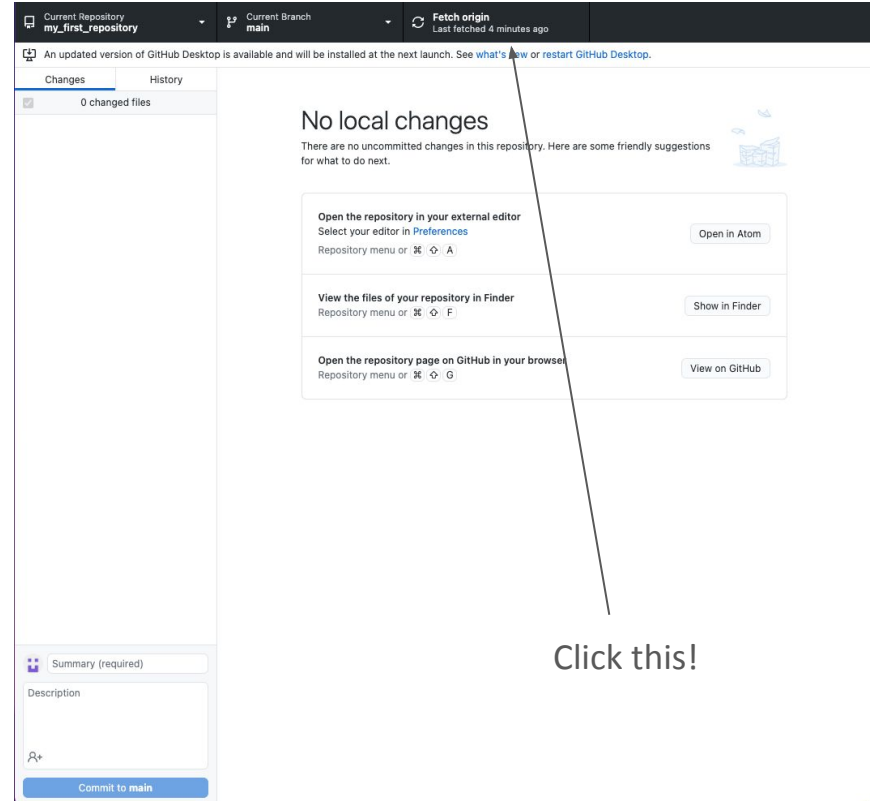 Current Repository
my_first_repository
Current Branch
main
Fetch origin
Last fetched 4 minutes ago
An updated version of GitHub Desktop is available and will be installed at the next launch. See what's new or restart GitHub Desktop.
Changes
History
0 changed files
No local changes
There are no uncommitted changes in this repository. Here are some friendly suggestions
for what to do next.
Open the repository in your external editor
Select your editor in Preferences
Repository menu or ⌘ ⇧ A
Open in Atom
View the files of your repository in Finder
Repository menu or ⌘ ⇧ F
Show in Finder
Open the repository page on GitHub in your browser
Repository menu or ⌘ ⇧ G
View on GitHub
Click this!
Summary (required)
Description
Commit to main